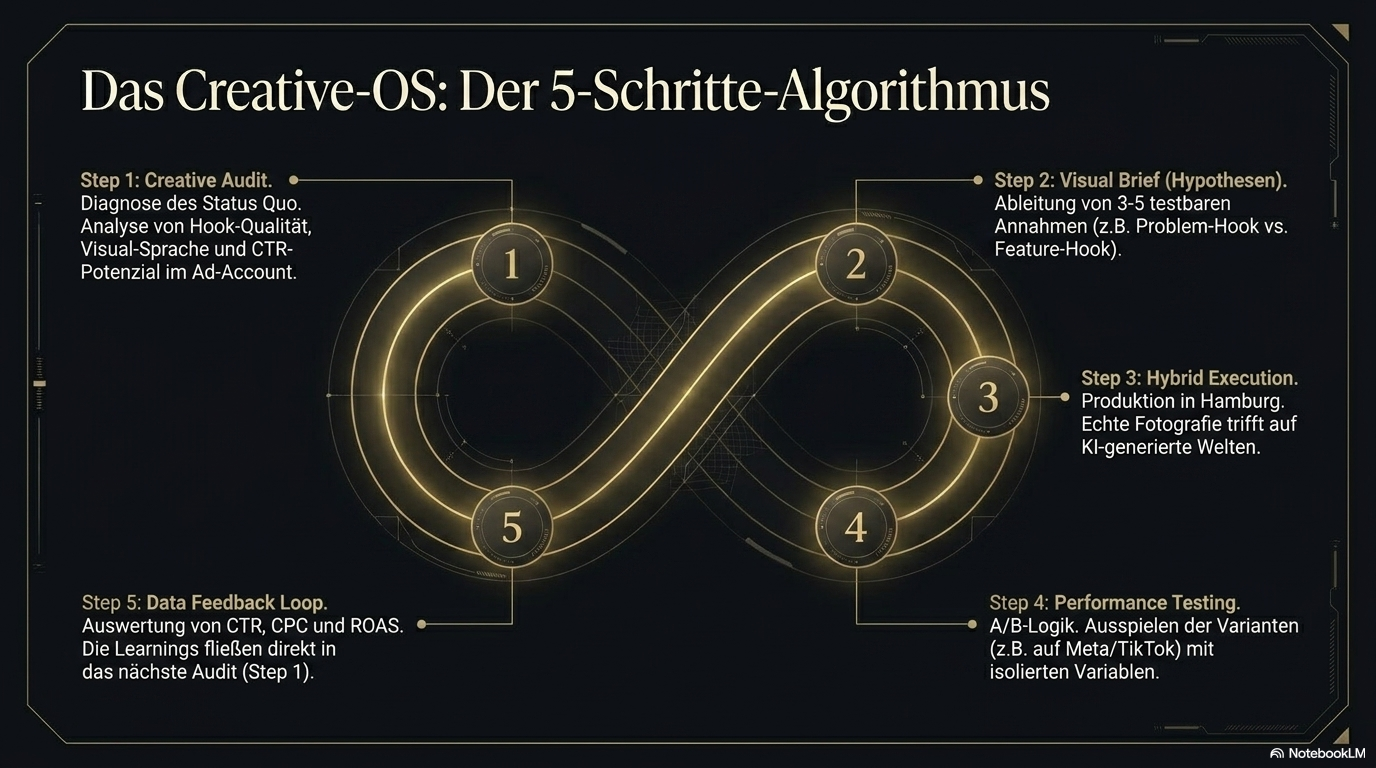 Das Creative-OS: Der 5-Schritte-Algorithmus
Step 1: Creative Audit.
Diagnose des Status Quo.
Analyse von Hook-Qualität,
Visual-Sprache und CTR-
Potenzial im Ad-Account.
Step 2: Visual Brief (Hypothesen).
Ableitung von 3-5 testbaren
Annahmen (z.B. Problem-Hook vs.
Feature-Hook).
1
2
3
Step 3: Hybrid Execution.
Produktion in Hamburg.
Echte Fotografie trifft auf
KI-generierte Welten.
5
4
Step 5: Data Feedback Loop.
Auswertung von CTR, CPC und ROAS.
Die Learnings fließen direkt in
das nächste Audit (Step 1).
Step 4: Performance Testing.
A/B-Logik. Ausspielen der Varianten
(z.B. auf Meta/TikTok) mit
isolierten Variablen.
NotebookLM